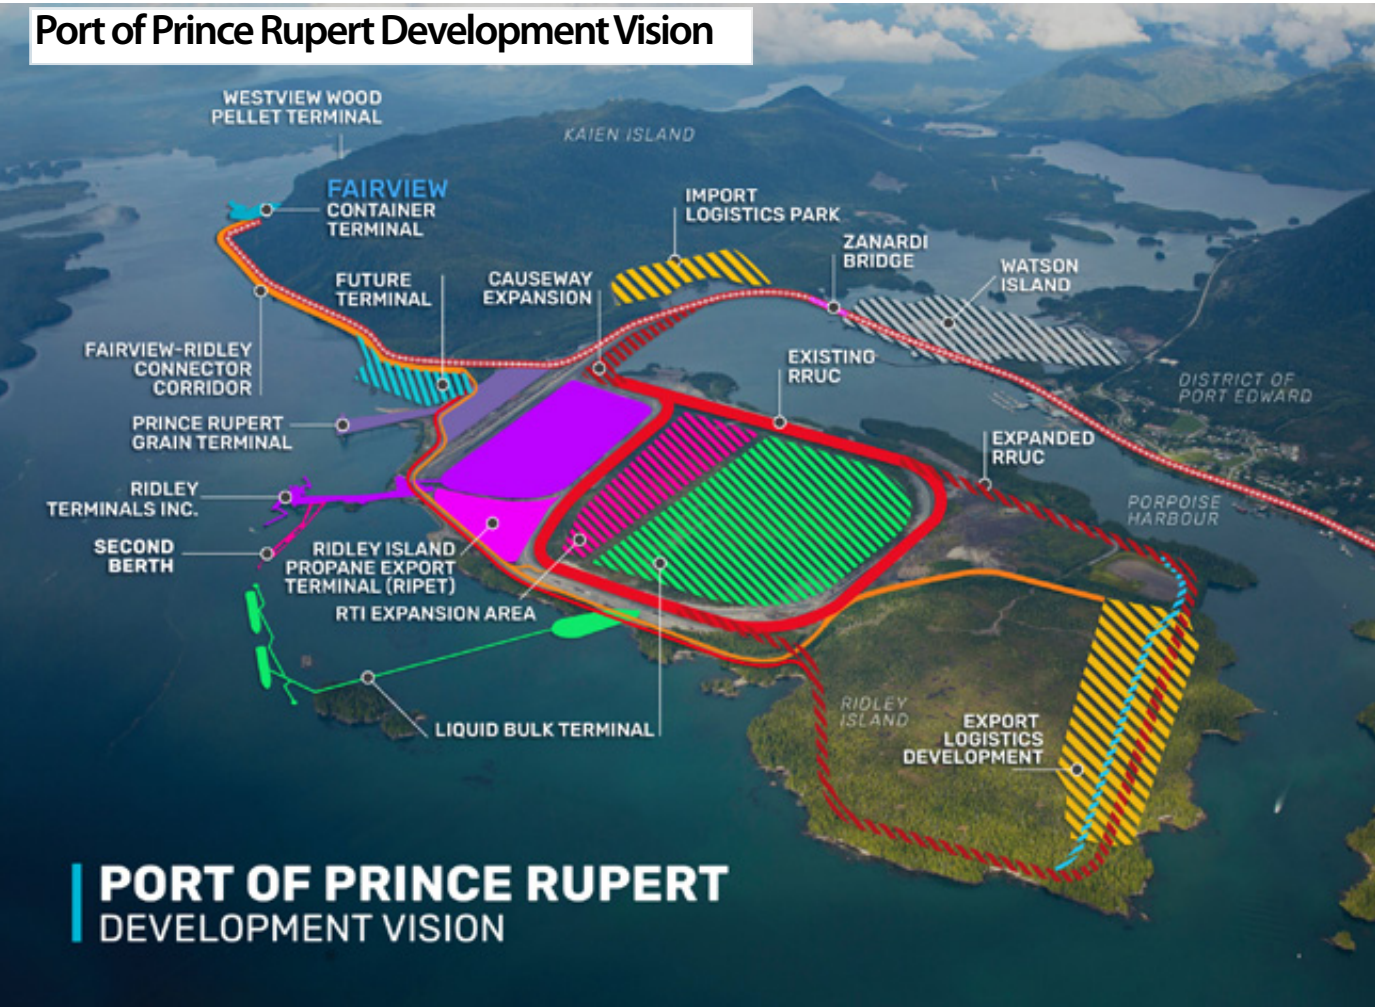 Port of Prince Rupert Development Vision
WESTVIEW WOOD
PELLET TERMINAL
KAIEN ISLAND
FAIRVIEW
CONTAINER
TERMINAL
IMPORT
LOGISTICS PARK
ZANARDI
BRIDGE
WATSON
ISLAND
FUTURE
TERMINAL
CAUSEWAY
EXPANSION
FAIRVIEW-RIDLEY
CONNECTOR
CORRIDOR
EXISTING
RRUC
DISTRICT OF
PORT EDWARD
PRINCE RUPERT
GRAIN TERMINAL
EXPANDED
RRUC
RIDLEY
TERMINALS INC.
PORPOISE
HARBOUR
SECOND
BERTH
RIDLEY ISLAND
PROPANE EXPORT
TERMINAL (RIPET)
RTI EXPANSION AREA
RIDLEY
ISLAND
LIQUID BULK TERMINAL
EXPORT
LOGISTICS
DEVELOPMENT
PORT OF PRINCE RUPERT
DEVELOPMENT VISION